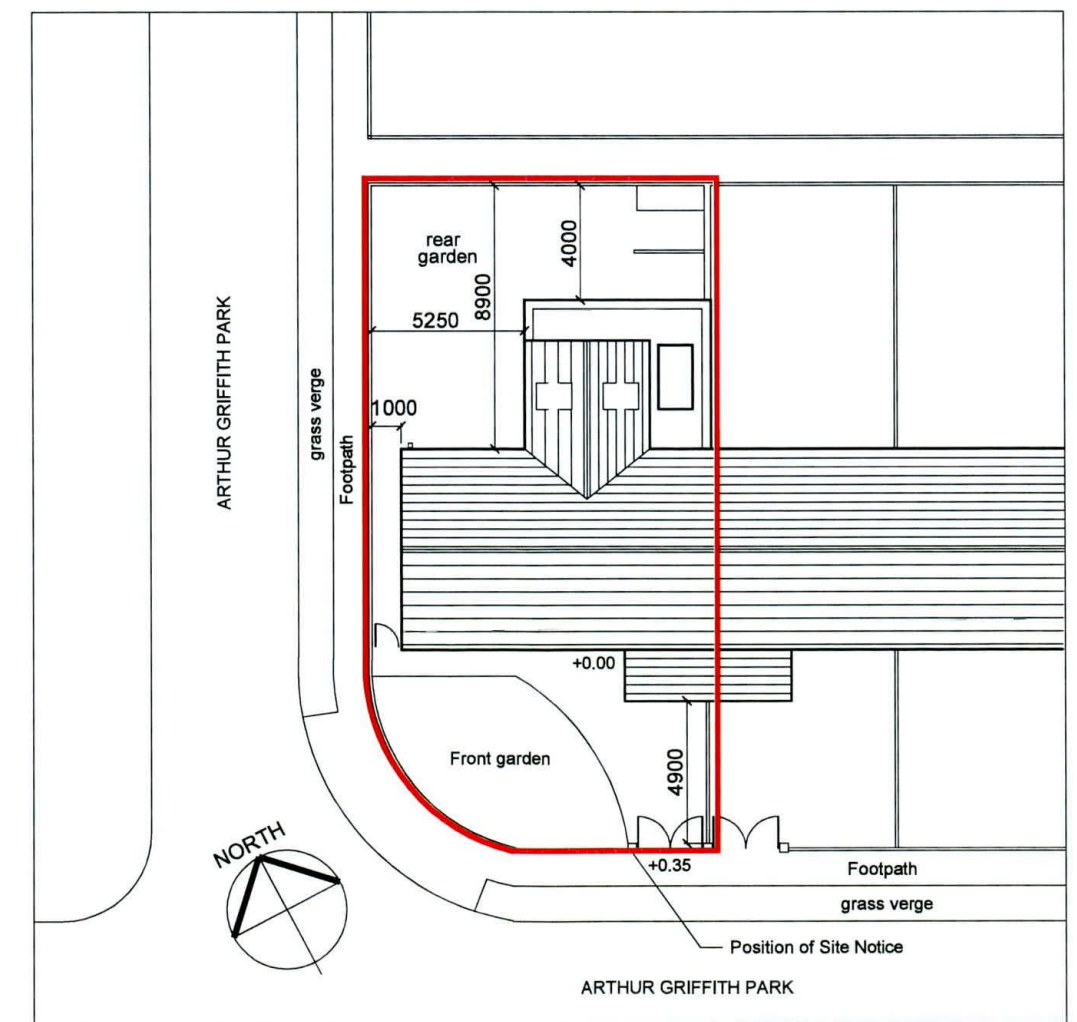 rear
garden
4000
8900
5250
1000
ARTHUR GRIFFITH PARK
grass verge
Footpath
+0.00
Front garden
4900
NORTH
+0.35
Footpath
grass verge
Position of Site Notice
ARTHUR GRIFFITH PARK